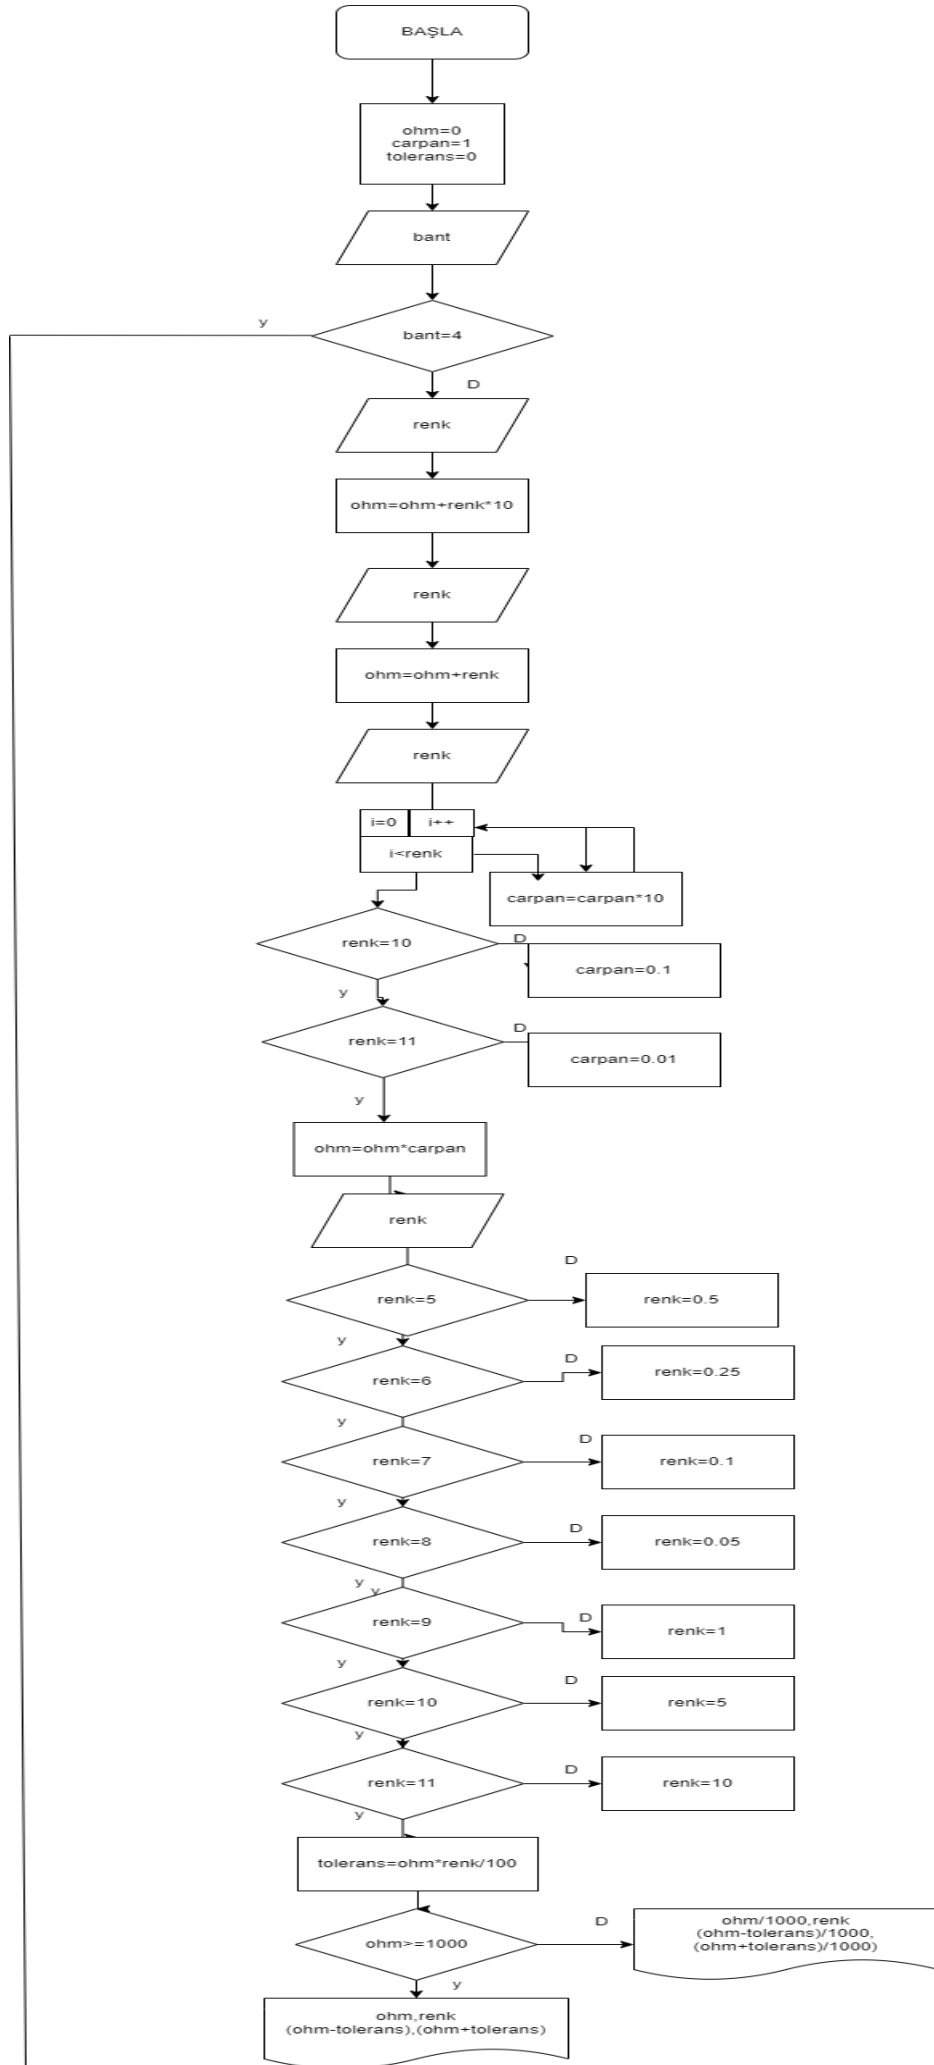 BAŞLA
ohm=0
carpan=1
tolerans=0
bant
y
bant=4
D
renk
ohm=ohm+renk*10
renk
ohm=ohm+renk
renk
i=0
i++
i<renk
carpan=carpan*10
renk=10
D
carpan=0.1
y
renk=11
D
carpan=0.01
y
ohm=ohm*carpan
renk
D
renk=5
renk=0.5
y
D
renk=6
renk=0.25
y
D
renk=7
renk=0.1
y
D
renk=8
renk=0.05
y
y
D
renk=9
renk=1
y
D
renk=10
renk=5
y
D
renk=11
renk=10
y
tolerans=ohm*renk/100
D
ohm>=1000
ohm/1000,renk
(ohm-tolerans)/1000,
(ohm+tolerans)/1000)
y
ohm,renk
(ohm-tolerans),(ohm+tolerans)